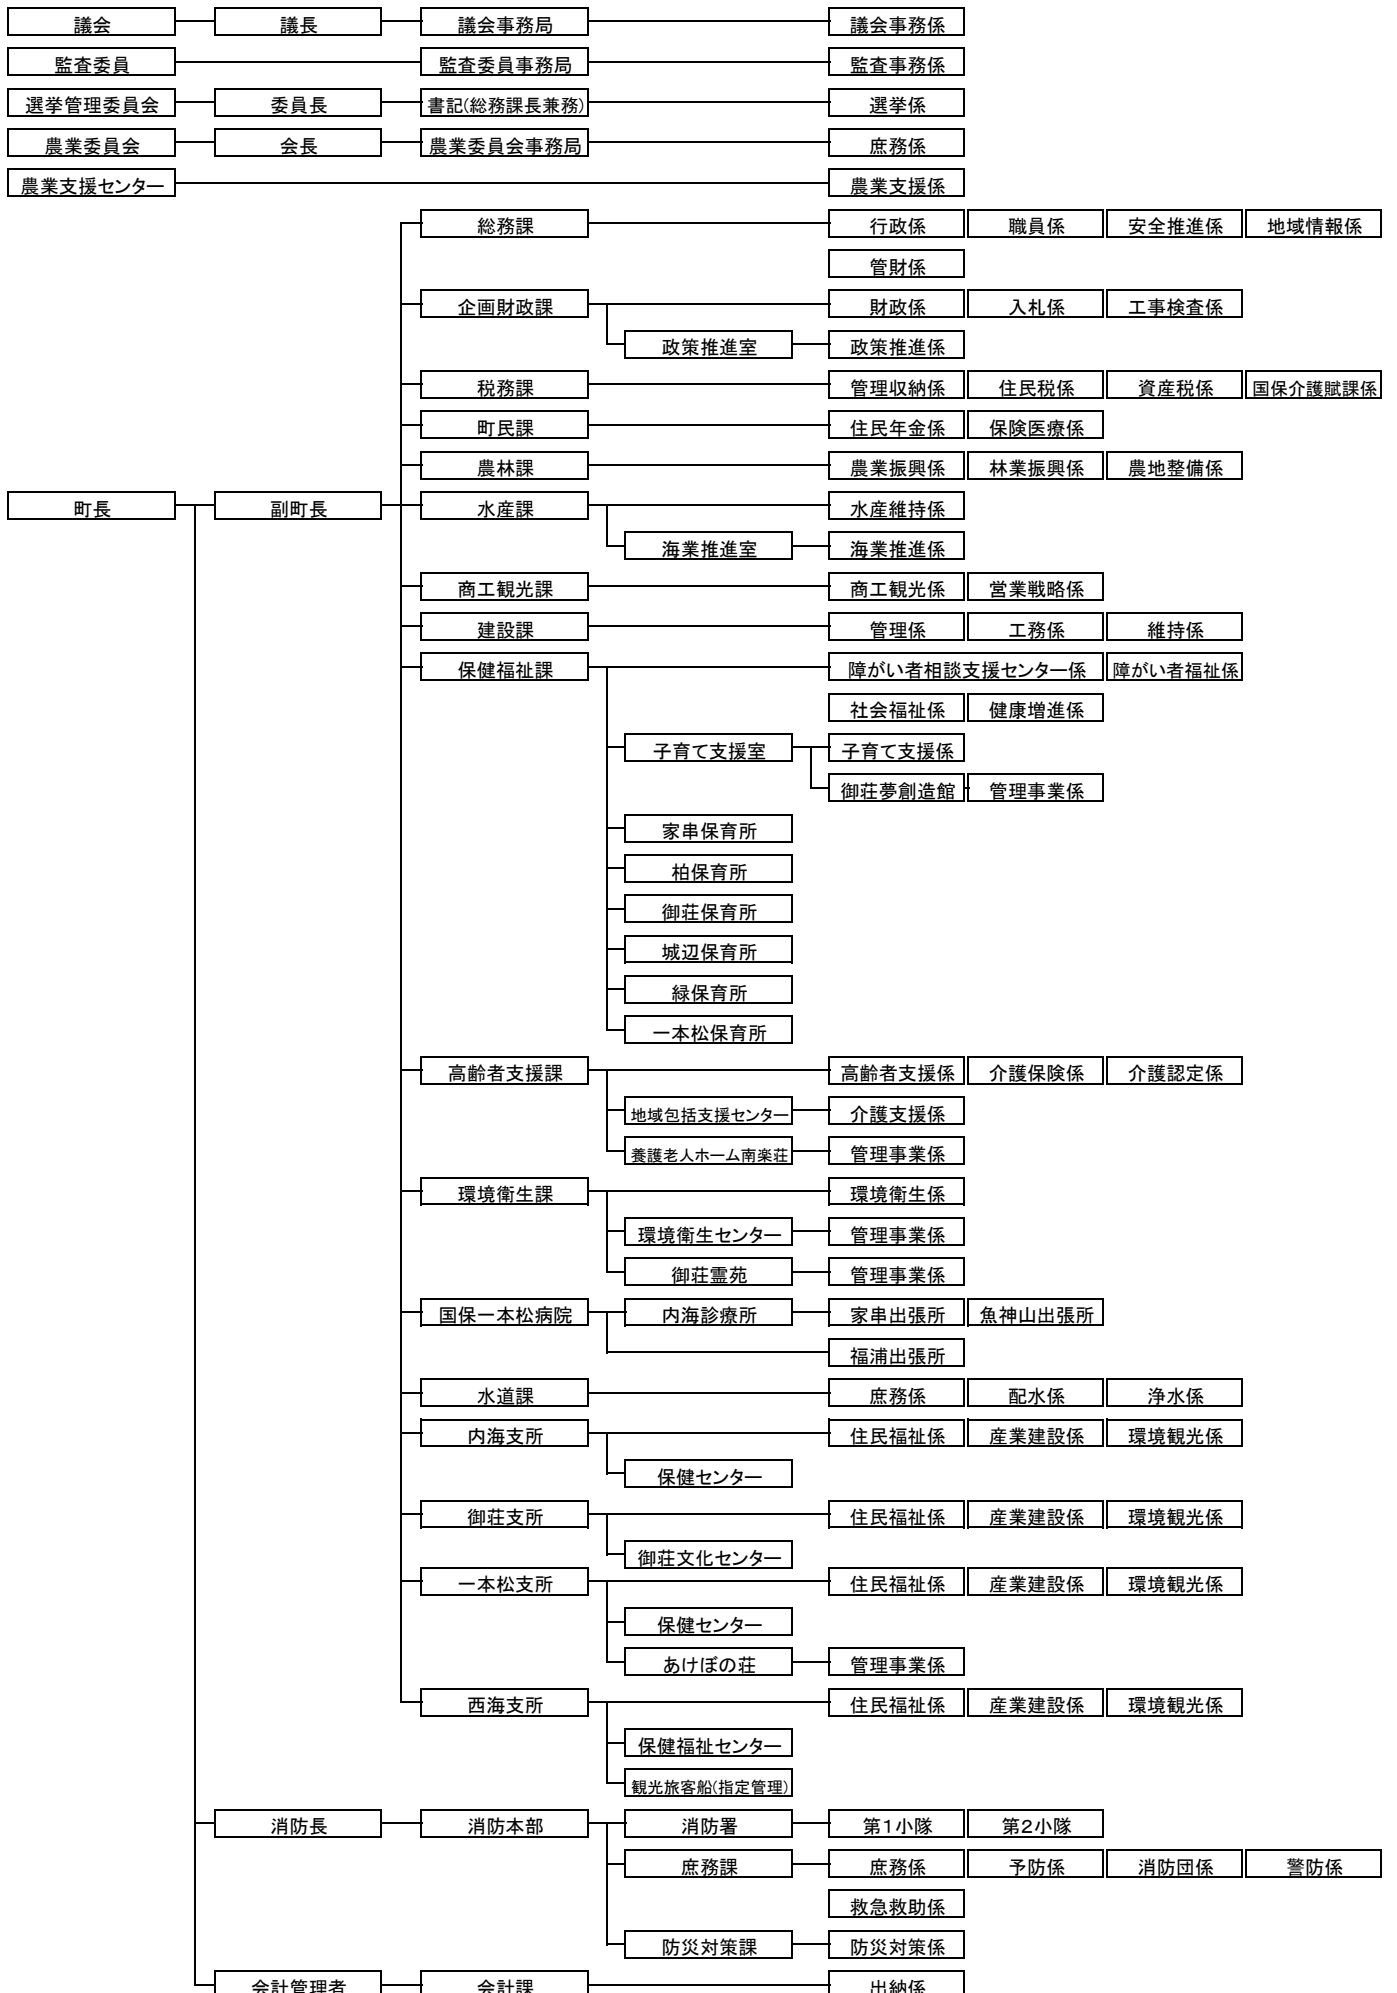 議会 議長 議会事務局 議会事務係
監査委員 監査委員事務局 監査事務係
選挙管理委員会 委員長 書記(総務課長兼務) 選挙係
農業委員会 会長 農業委員会事務局 庶務係
農業支援センター 農業支援係
総務課 行政係 職員係 安全推進係 地域情報係
管財係
企画財政課 財政係 入札係 工事検査係
政策推進室 政策推進係
税務課 管理収納係 住民税係 資産税係 国保介護賦課係
町民課 住民年金係 保険医療係
農林課 農業振興係 林業振興係 農地整備係
町長 副町長 水産課 水産維持係
海業推進室 海業推進係
商工観光課 商工観光係 営業戦略係
建設課 管理係 工務係 維持係
保健福祉課 障がい者相談支援センター係 障がい者福祉係
社会福祉係 健康増進係
子育て支援室 子育て支援係
御荘夢創造館 管理事業係
家串保育所
柏保育所
御荘保育所
城辺保育所
緑保育所
一本松保育所
高齢者支援課 高齢者支援係 介護保険係 介護認定係
地域包括支援センター 介護支援係
養護老人ホーム南楽荘 管理事業係
環境衛生課 環境衛生係
環境衛生センター 管理事業係
御荘霊苑 管理事業係
国保一本松病院 内海診療所 家串出張所 魚神山出張所
福浦出張所
水道課 庶務係 配水係 浄水係
内海支所 住民福祉係 産業建設係 環境観光係
保健センター
御荘支所 住民福祉係 産業建設係 環境観光係
御荘文化センター
一本松支所 住民福祉係 産業建設係 環境観光係
保健センター
あけぼの荘 管理事業係
西海支所 住民福祉係 産業建設係 環境観光係
保健福祉センター
観光旅客船(指定管理)
消防長 消防本部 消防署 第1小隊 第2小隊
庶務課 庶務係 予防係 消防団係 警防係
救急救助係
防災対策課 防災対策係
会計管理者 会計課 出納係